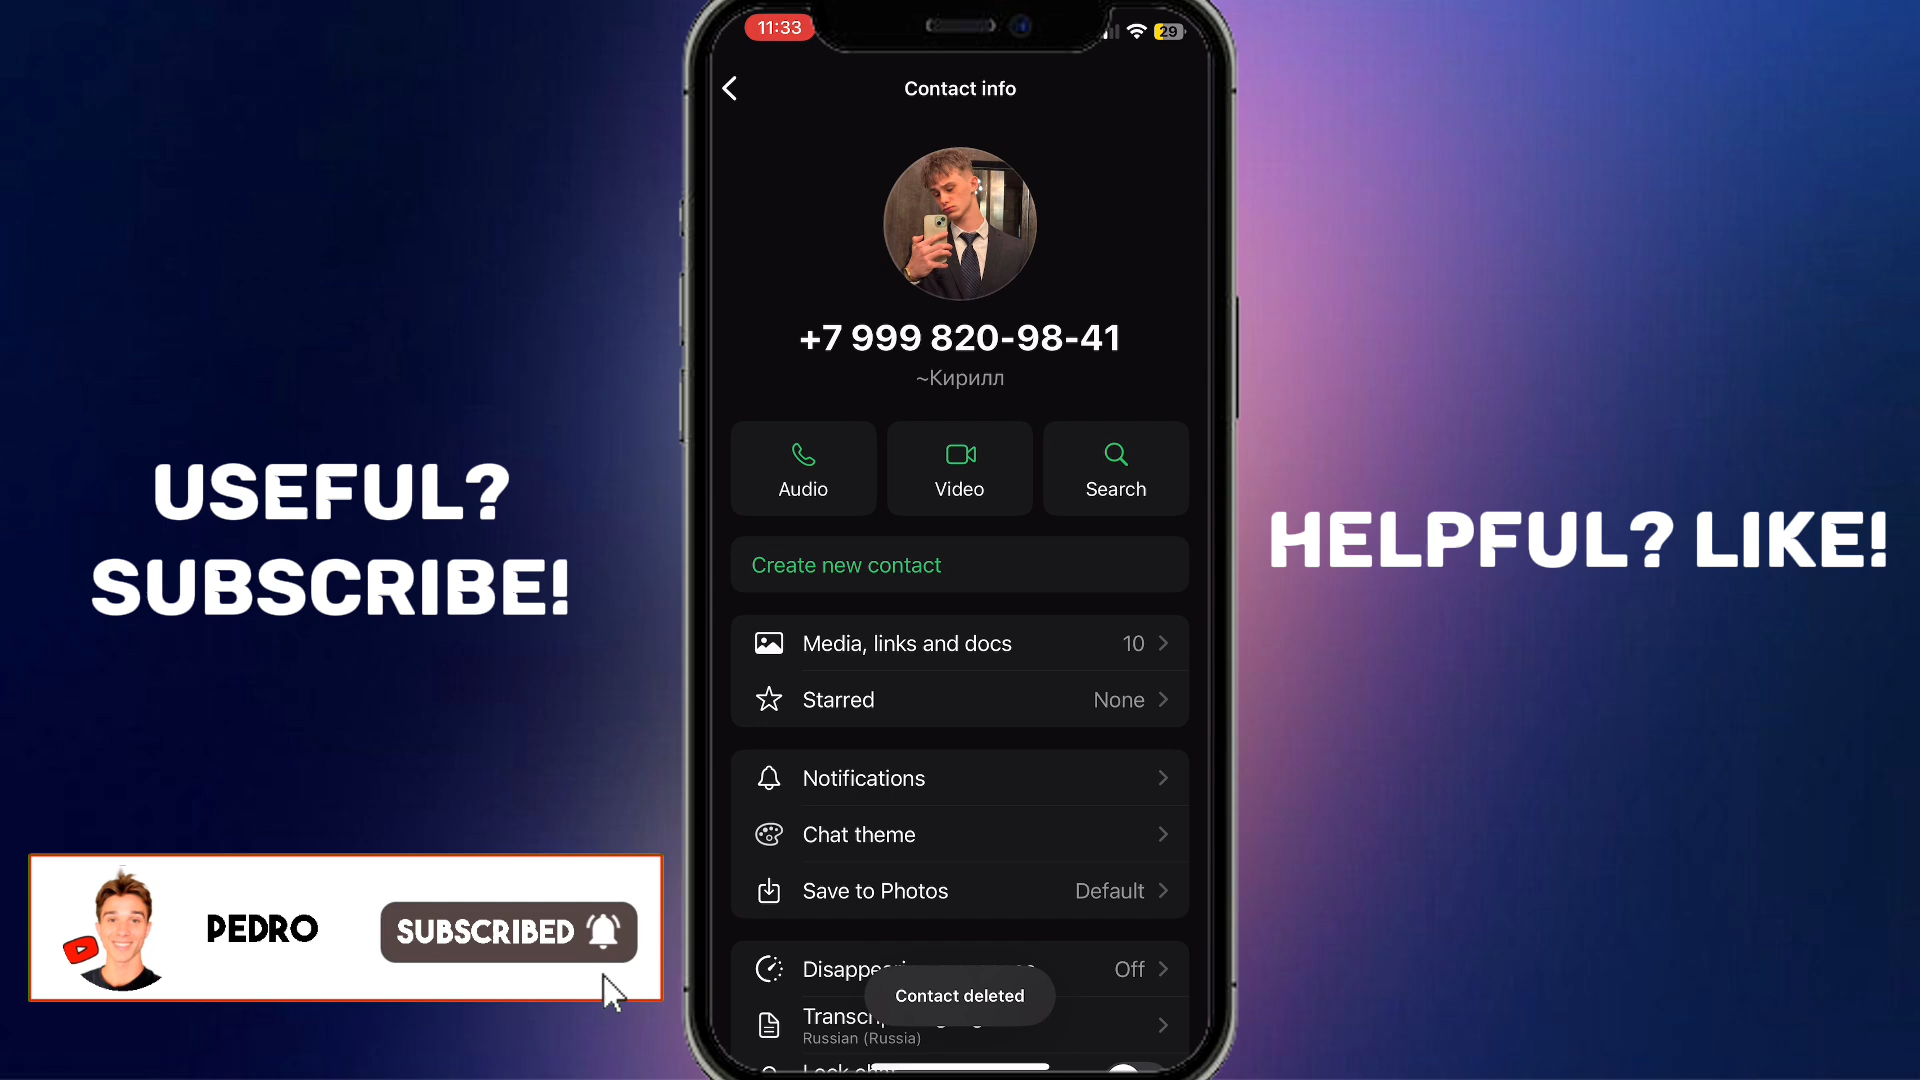 11:33
29
Contact info
+7 999 820-98-41
~Кирилл
Audio
Video
Search
Create new contact
Media, links and docs
10
Starred
None
Notifications
Chat theme
Save to Photos
Default
Off
Contact deleted
Russian (Russia)
USEFUL?
SUBSCRIBE!
HELPFUL? LIKE!
PEDRO
SUBSCRIBED